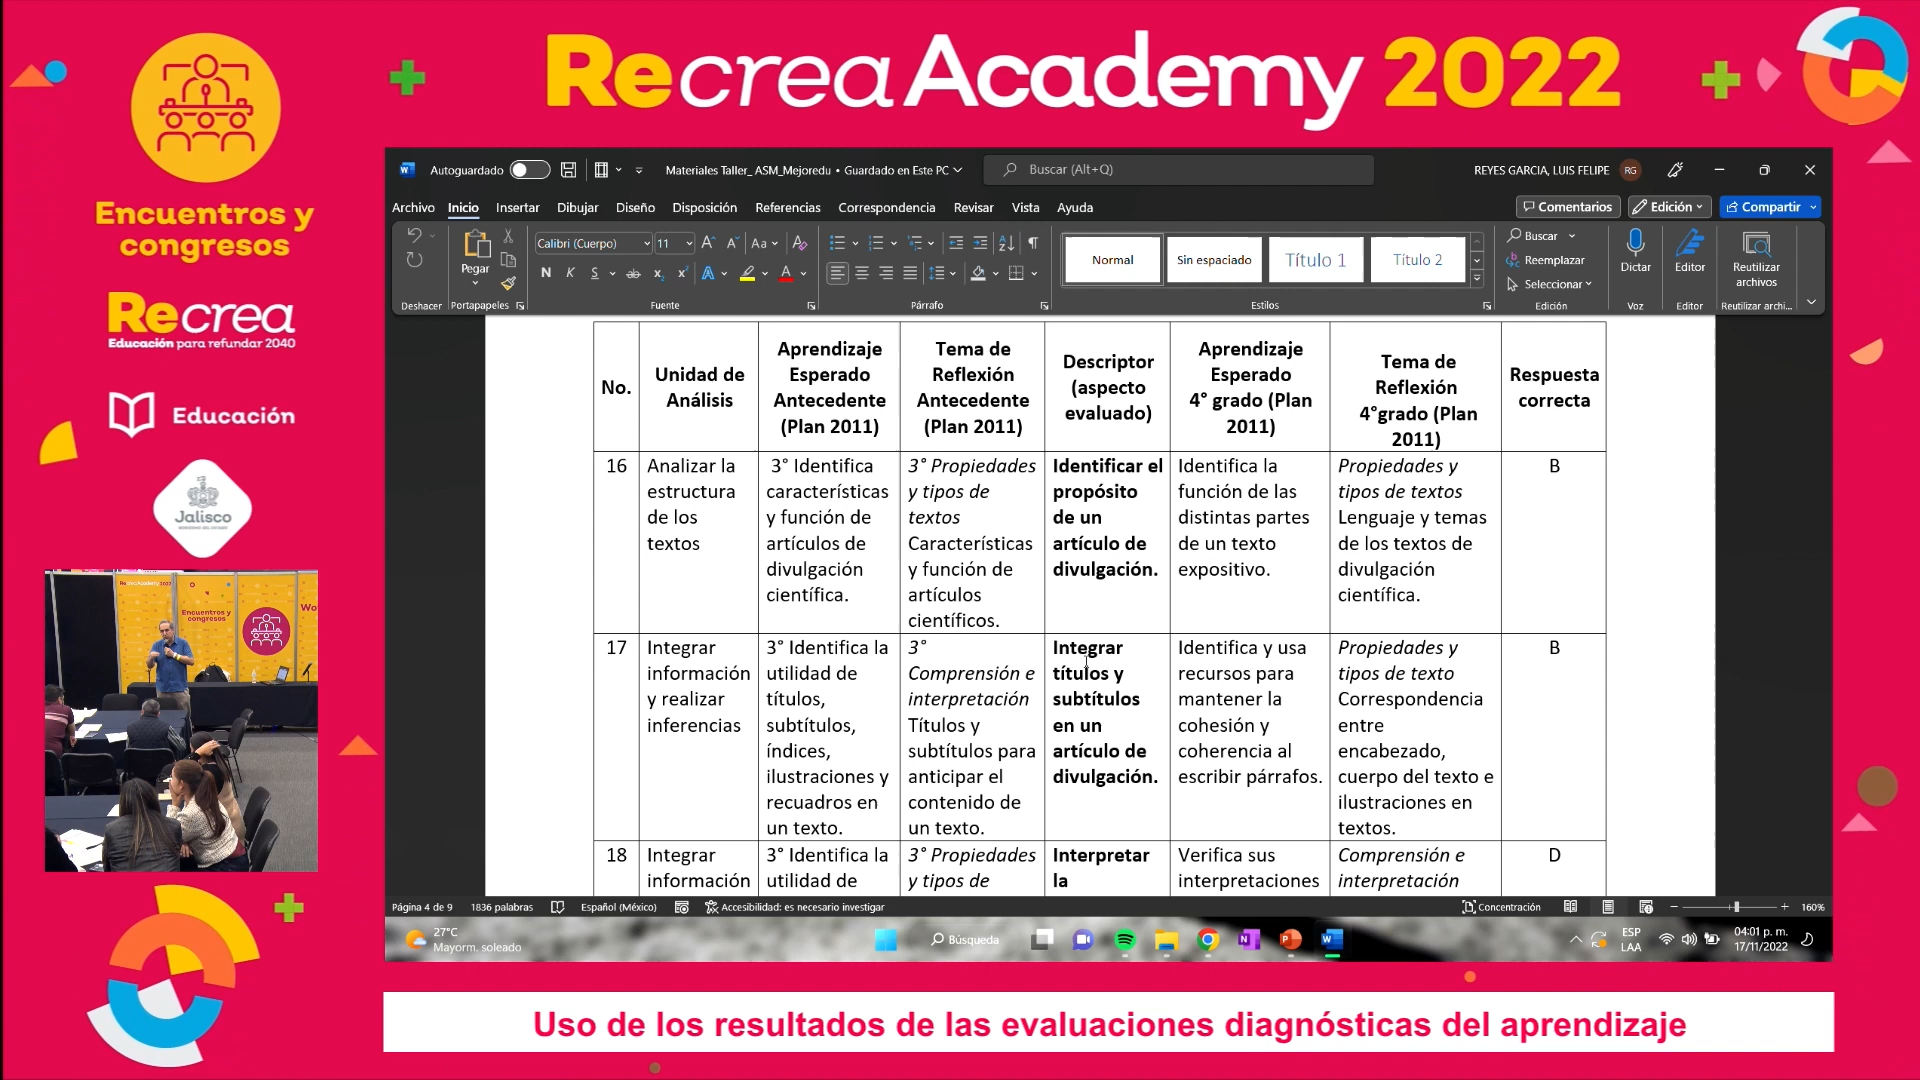 RecreaAcademy 2022
Encuentros y
congresos
Recrea
Educación para refundar 2040
Educación
Jalisco
RecreaAcademy 2022
Encuentros y
congresos
Wo
Autoguardado
Materiales Taller_ ASM_Mejoredu • Guardado en Este PC
Buscar (Alt+Q)
REYES GARCIA, LUIS FELIPE
RG
Archivo Inicio Insertar Dibujar Diseño Disposición Referencias Correspondencia Revisar Vista Ayuda
Comentarios Edición Compartir
Pegar
Calibri (Cuerpo) 11
Normal Sin espaciado Título 1 Título 2
Buscar
Reemplazar
Seleccionar
Dictar
Editor
Reutilizar
archivos
Deshacer Portapapeles Fuente Párrafo Estilos Edición Voz Editor Reutilizar archi...
No.
Unidad de
Análisis
Aprendizaje
Esperado
Antecedente
(Plan 2011)
Tema de
Reflexión
Antecedente
(Plan 2011)
Descriptor
(aspecto
evaluado)
Aprendizaje
Esperado
4° grado (Plan
2011)
Tema de
Reflexión
4°grado (Plan
2011)
Respuesta
correcta
16
Analizar la
estructura
de los
textos
3° Identifica
características
y función de
artículos de
divulgación
científica.
3° Propiedades
y tipos de
textos
Características
y función de
artículos
científicos.
Identificar el
propósito
de un
artículo de
divulgación.
Identifica la
función de las
distintas partes
de un texto
expositivo.
Propiedades y
tipos de textos
Lenguaje y temas
de los textos de
divulgación
científica.
B
17
Integrar
información
y realizar
inferencias
3° Identifica la
utilidad de
títulos,
subtítulos,
índices,
ilustraciones y
recuadros en
un texto.
3°
Comprensión e
interpretación
Títulos y
subtítulos para
anticipar el
contenido de
un texto.
Integrar
títulos y
subtítulos
en un
artículo de
divulgación.
Identifica y usa
recursos para
mantener la
cohesión y
coherencia al
escribir párrafos.
Propiedades y
tipos de texto
Correspondencia
entre
encabezado,
cuerpo del texto e
ilustraciones en
textos.
B
18
Integrar
información
3° Identifica la
utilidad de
3° Propiedades
y tipos de
Interpretar
la
Verifica sus
interpretaciones
Comprensión e
interpretación
D
Página 4 de 9 1836 palabras Español (México) Accesibilidad: es necesario investigar Concentración 160%
27°C
Mayorm. soleado
Búsqueda
ESP
LAA
04:01 p. m.
17/11/2022
Uso de los resultados de las evaluaciones diagnósticas del aprendizaje